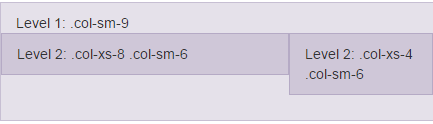 Level 1: .col-sm-9
Level 2: .col-xs-8 .col-sm-6
Level 2: .col-xs-4
.col-sm-6